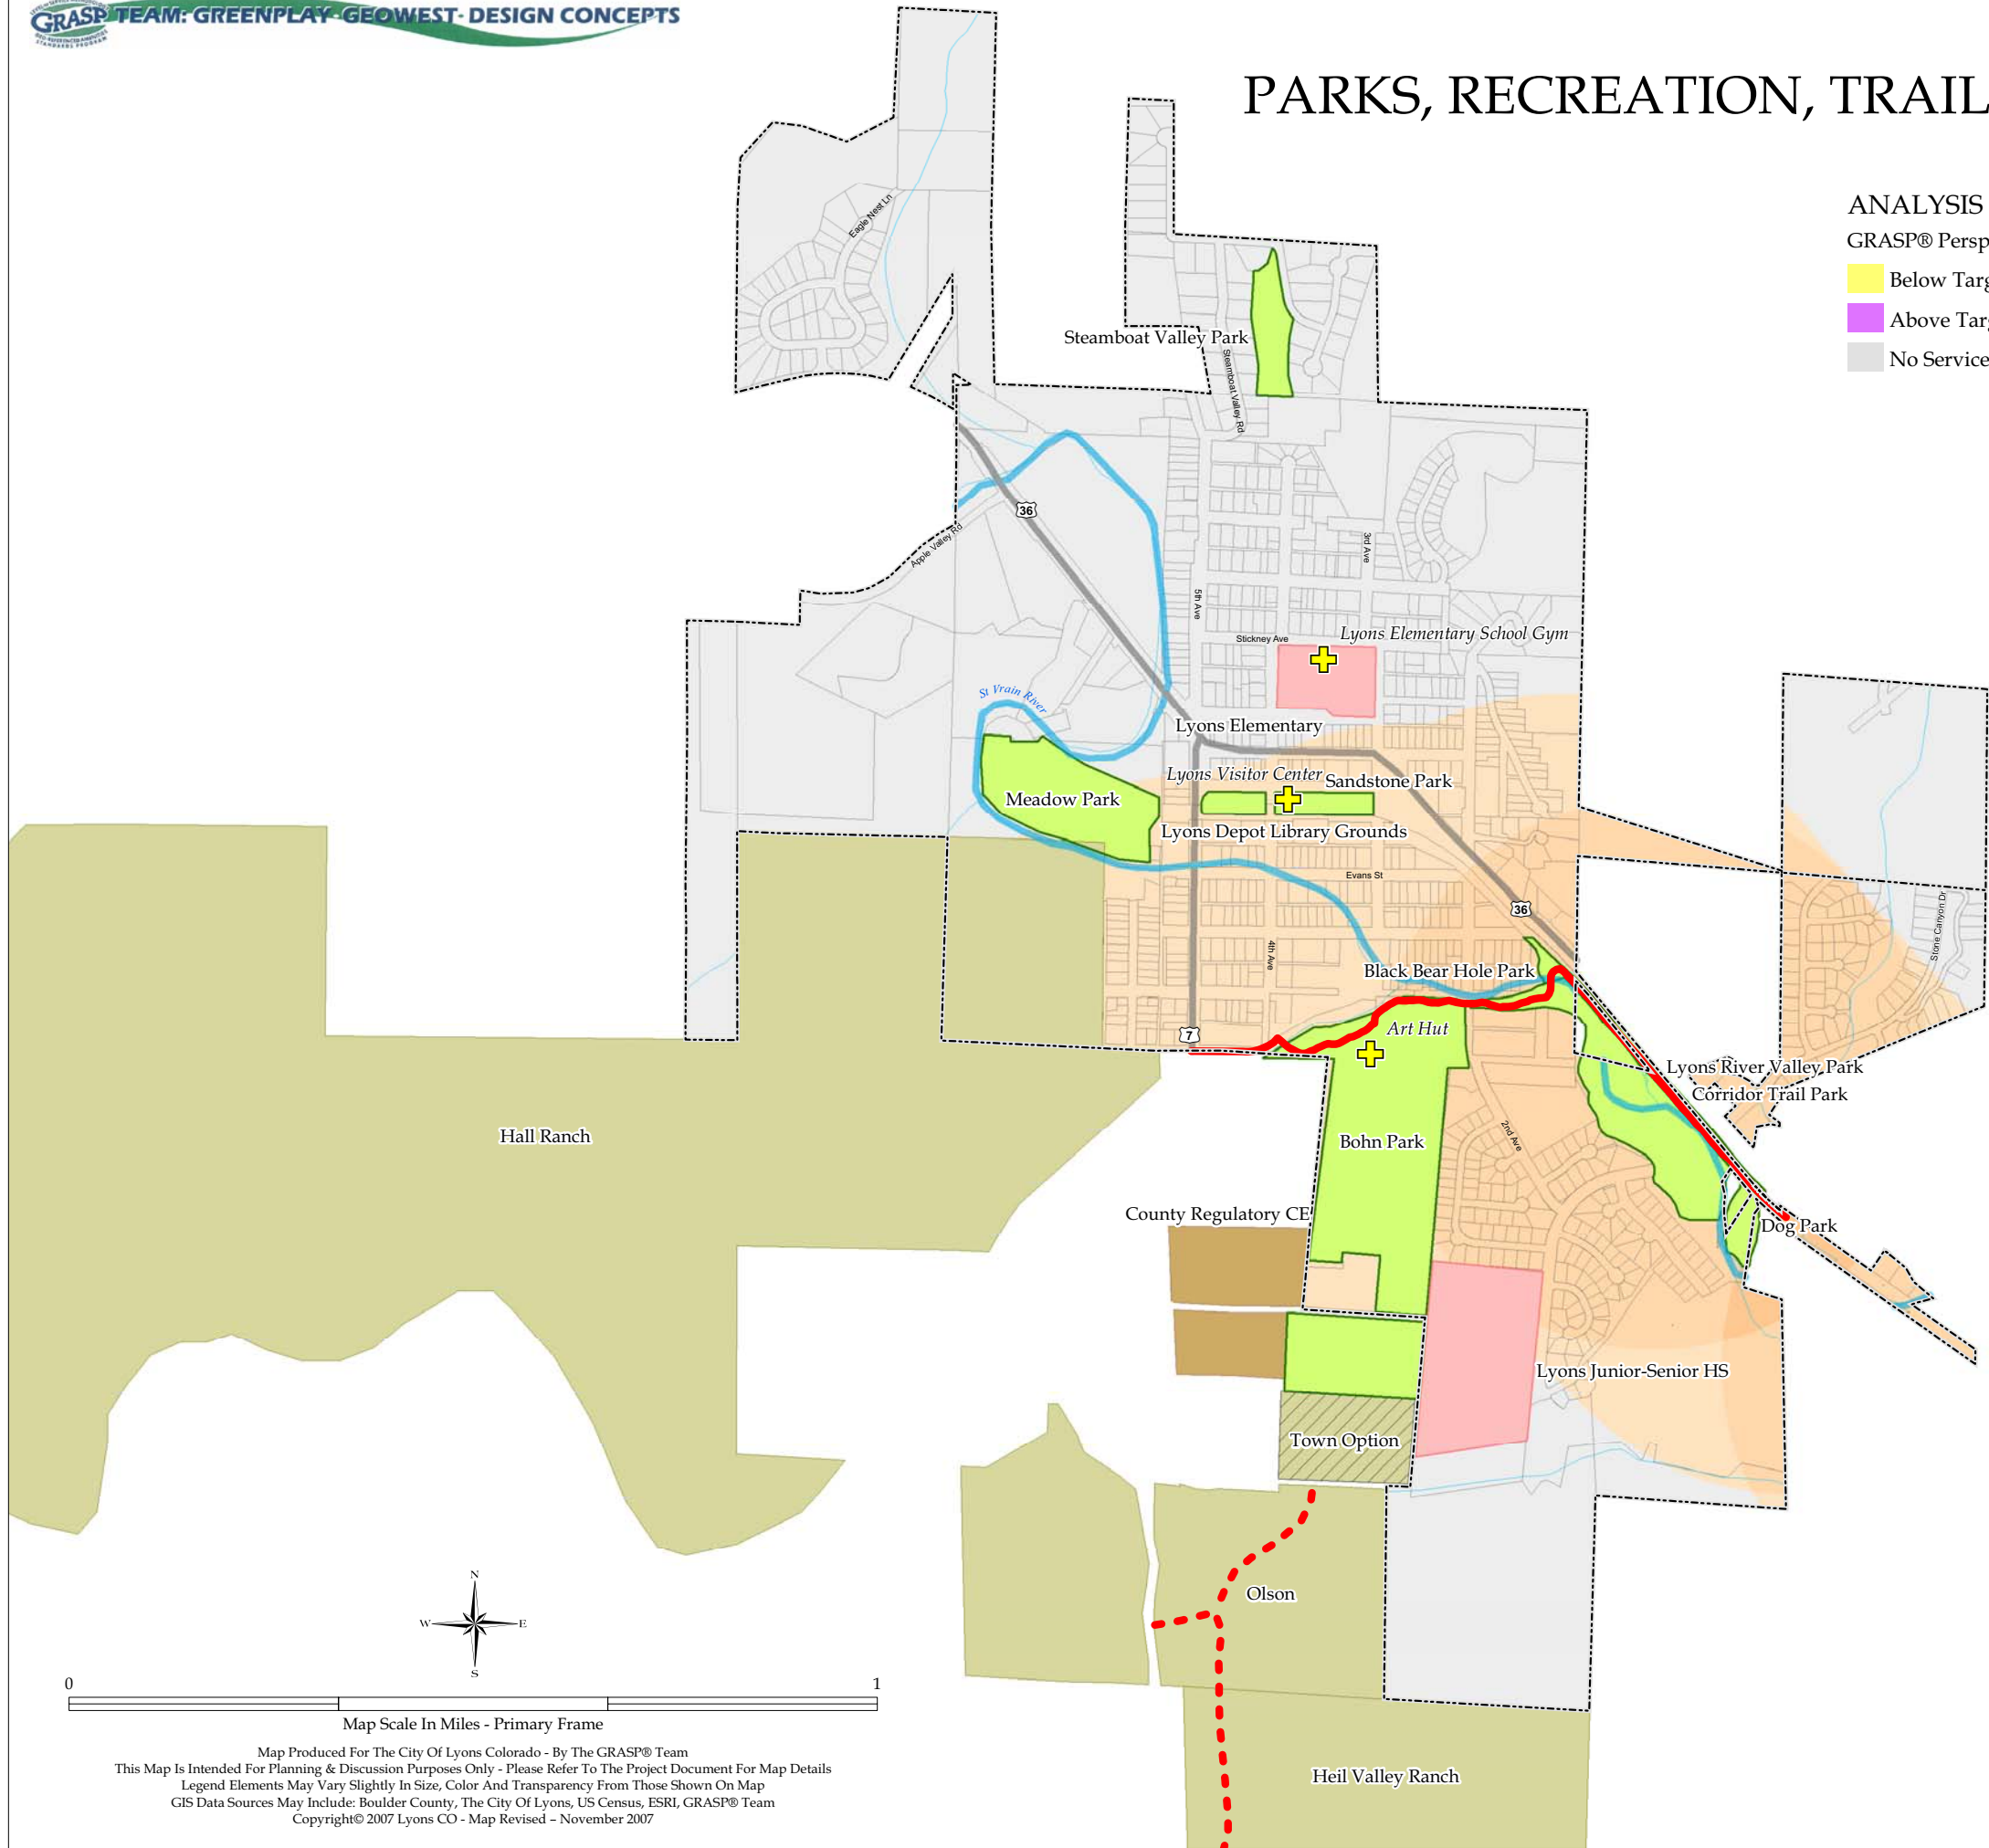 GRASP TEAM: GREENPLAY-GEOWEST-DESIGN CONCEPTS
STANDARDS PROGRAM
PARKS, RECREATION, TRAIL
ANALYSIS
GRASP® Persp
Below Targ
Above Targ
No Service
Eagle Nest Ln
Steamboat Valley Park
Steamboat Valley Rd
36
Apple Valley Rd
3rd Ave
5th Ave
Stickney Ave
Lyons Elementary School Gym
St Vrain River
Lyons Elementary
Lyons Visitor Center
Sandstone Park
Meadow Park
Lyons Depot Library Grounds
Evans St
36
Stone Canyon Dr
4th Ave
Black Bear Hole Park
7
Art Hut
Lyons River Valley Park
Corridor Trail Park
Hall Ranch
2nd Ave
Bohn Park
County Regulatory CE
Dog Park
Lyons Junior-Senior HS
Town Option
Olson
N
W E
S
0 1
Map Scale In Miles - Primary Frame
Map Produced For The City Of Lyons Colorado - By The GRASP® Team
This Map Is Intended For Planning & Discussion Purposes Only - Please Refer To The Project Document For Map Details
Legend Elements May Vary Slightly In Size, Color And Transparency From Those Shown On Map
GIS Data Sources May Include: Boulder County, The City Of Lyons, US Census, ESRI, GRASP® Team
Copyright© 2007 Lyons CO - Map Revised – November 2007
Heil Valley Ranch